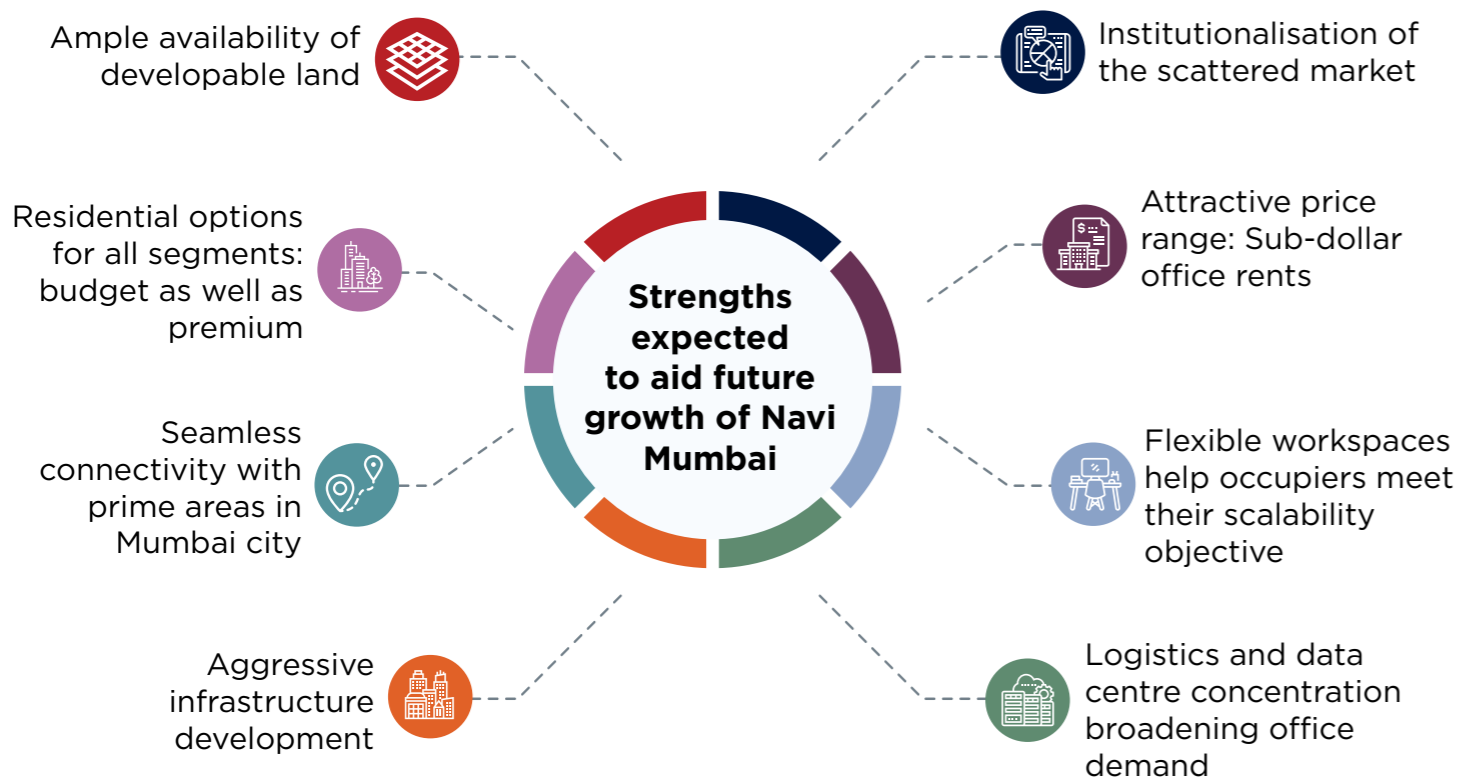 Ample availability of
developable land
Residential options
for all segments:
budget as well as
premium
Seamless
connectivity with
prime areas in
Mumbai city
Aggressive
infrastructure
development
Strengths
expected
to aid future
growth of Navi
Mumbai
Institutionalisation of
the scattered market
Attractive price
range: Sub-dollar
office rents
Flexible workspaces
help occupiers meet
their scalability
objective
Logistics and data
centre concentration
broadening office
demand